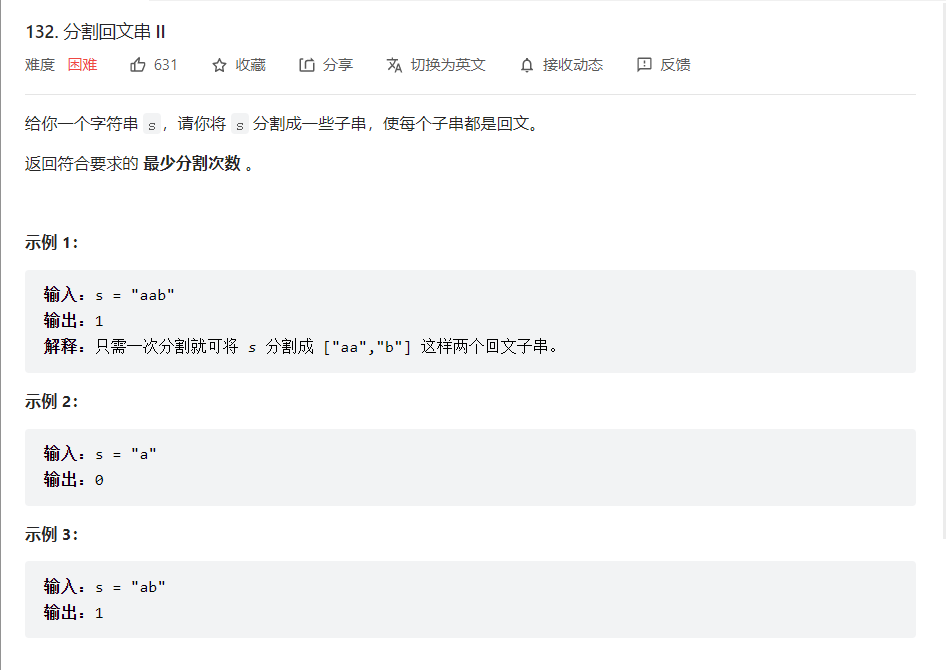 132. 分割回文串 II
难度 困难 631 收藏 分享 切换为英文 接收动态 反馈
给你一个字符串 s，请你将 s 分割成一些子串，使每个子串都是回文。
返回符合要求的 最少分割次数 。
示例 1：
输入：s = "aab"
输出：1
解释：只需一次分割就可将 s 分割成 ["aa","b"] 这样两个回文子串。
示例 2：
输入：s = "a"
输出：0
示例 3：
输入：s = "ab"
输出：1